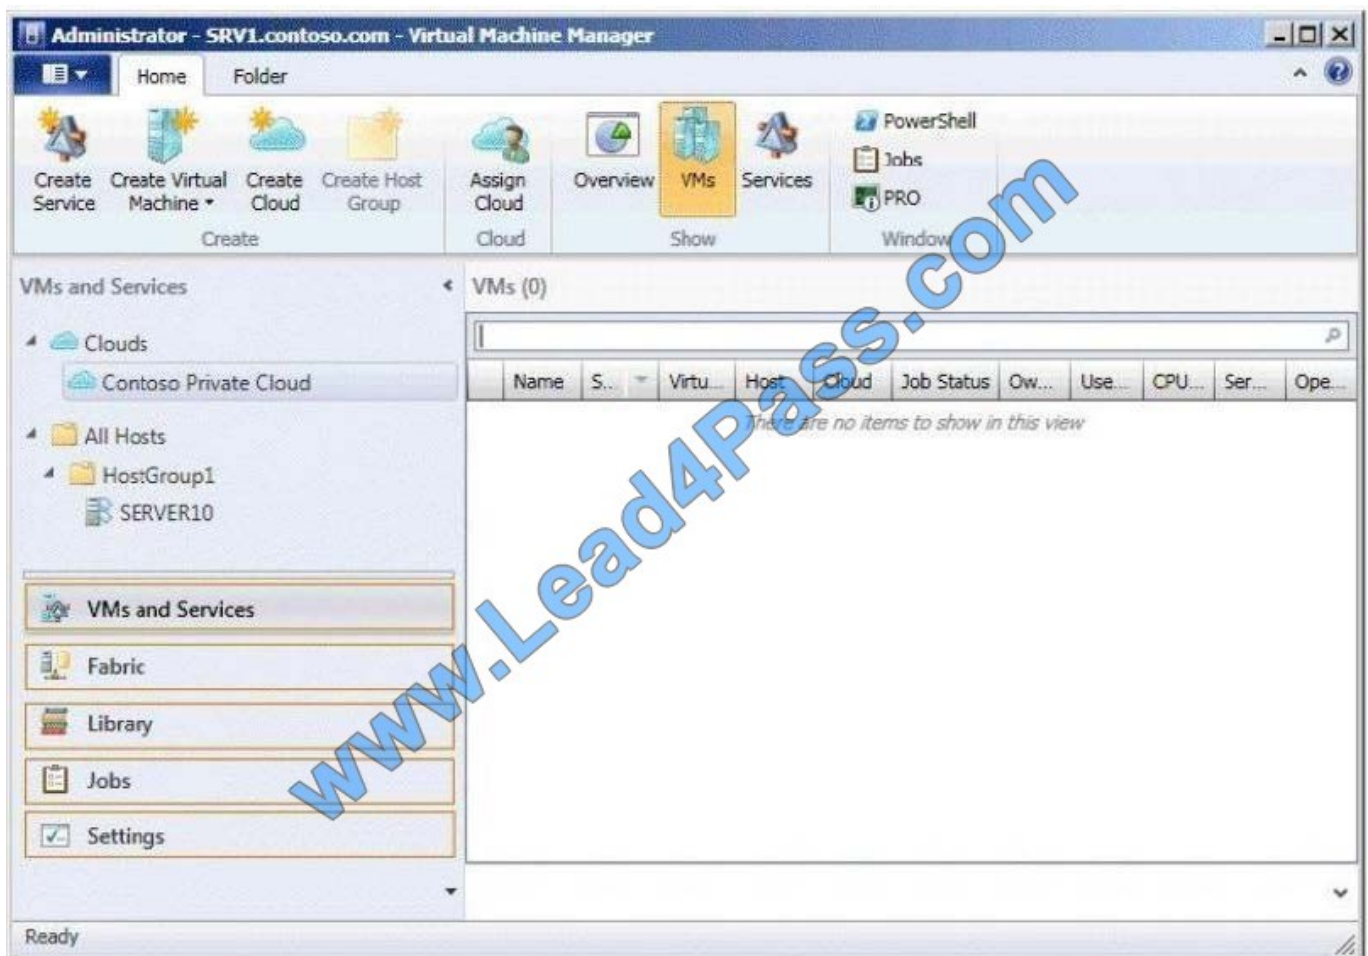 Administrator - SRV1.contoso.com - Virtual Machine Manager
Home Folder
PowerShell
Jobs
PRO
Create Service Create Virtual Machine Create Cloud Create Host Group Assign Cloud Overview VMs Services
Create Cloud Show Window
VMs and Services
VMs (0)
Clouds
Contoso Private Cloud
Name S... Virtu... Host Cloud Job Status Ow... Use... CPU... Ser... Ope...
There are no items to show in this view
All Hosts
HostGroup1
SERVER10
VMs and Services
Fabric
Library
Jobs
Settings
Ready
www.Lead4Pass.com